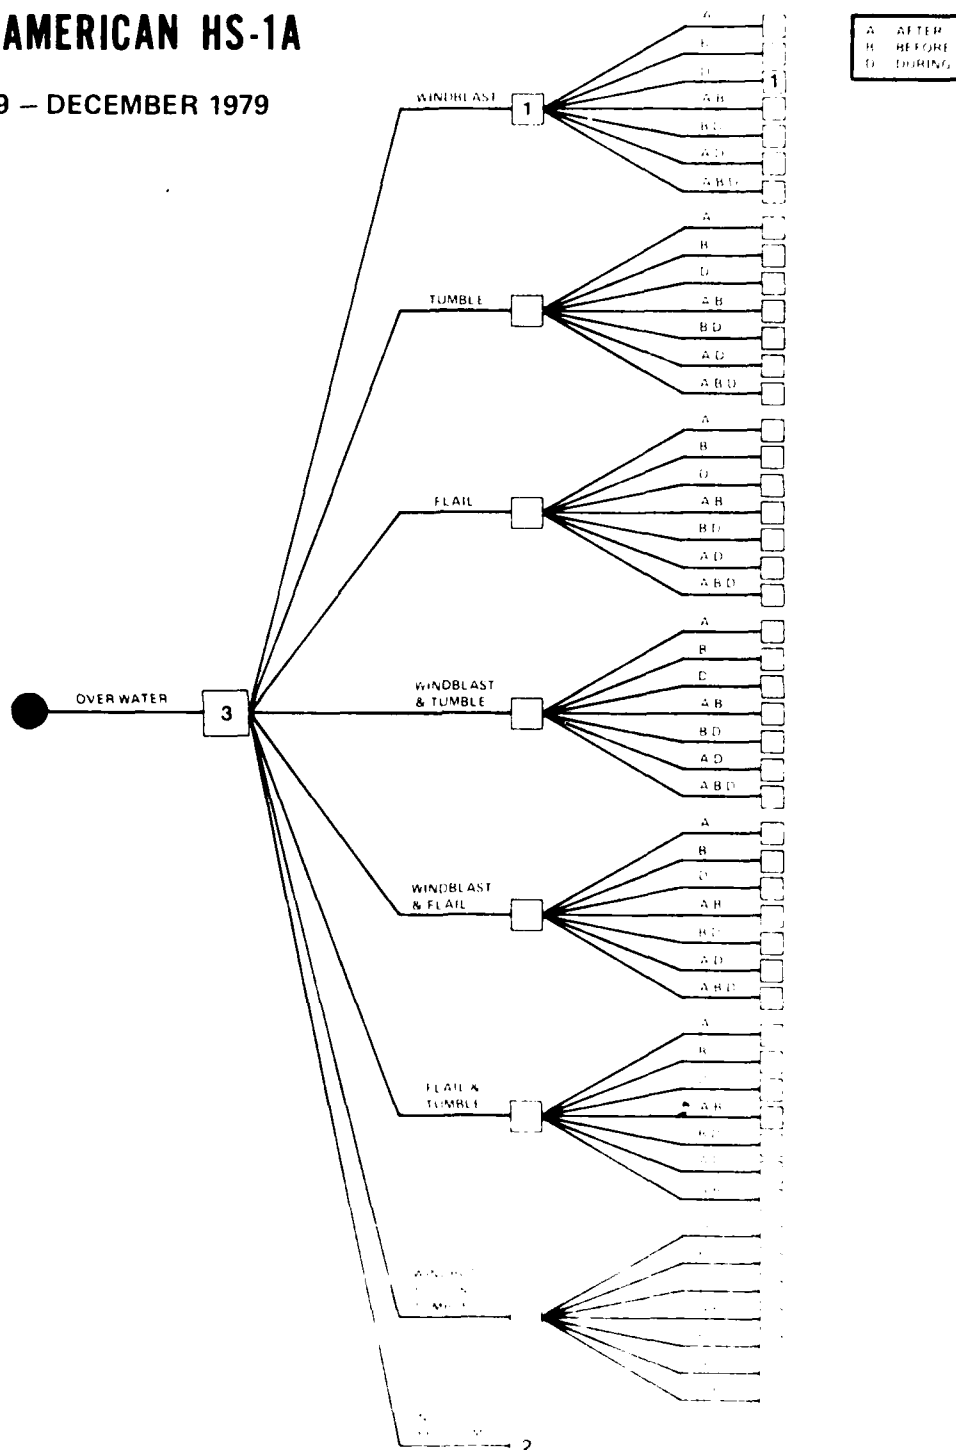 AMERICAN HS-1A
9 – DECEMBER 1979
A AFTER
B BEFORE
D DURING
WINDBLAST
1
A
B
D
1
A B
B D
A D
A B D
TUMBLE
A
B
D
A B
B D
A D
A B D
FLAIL
A
B
D
A B
B D
A D
A B D
OVER WATER
3
WINDBLAST
& TUMBLE
A
B
D
A B
B D
A D
A B D
WINDBLAST
& FLAIL
A
B
D
A B
B D
A D
A B D
FLAIL &
TUMBLE
A
B
A B
B D
2